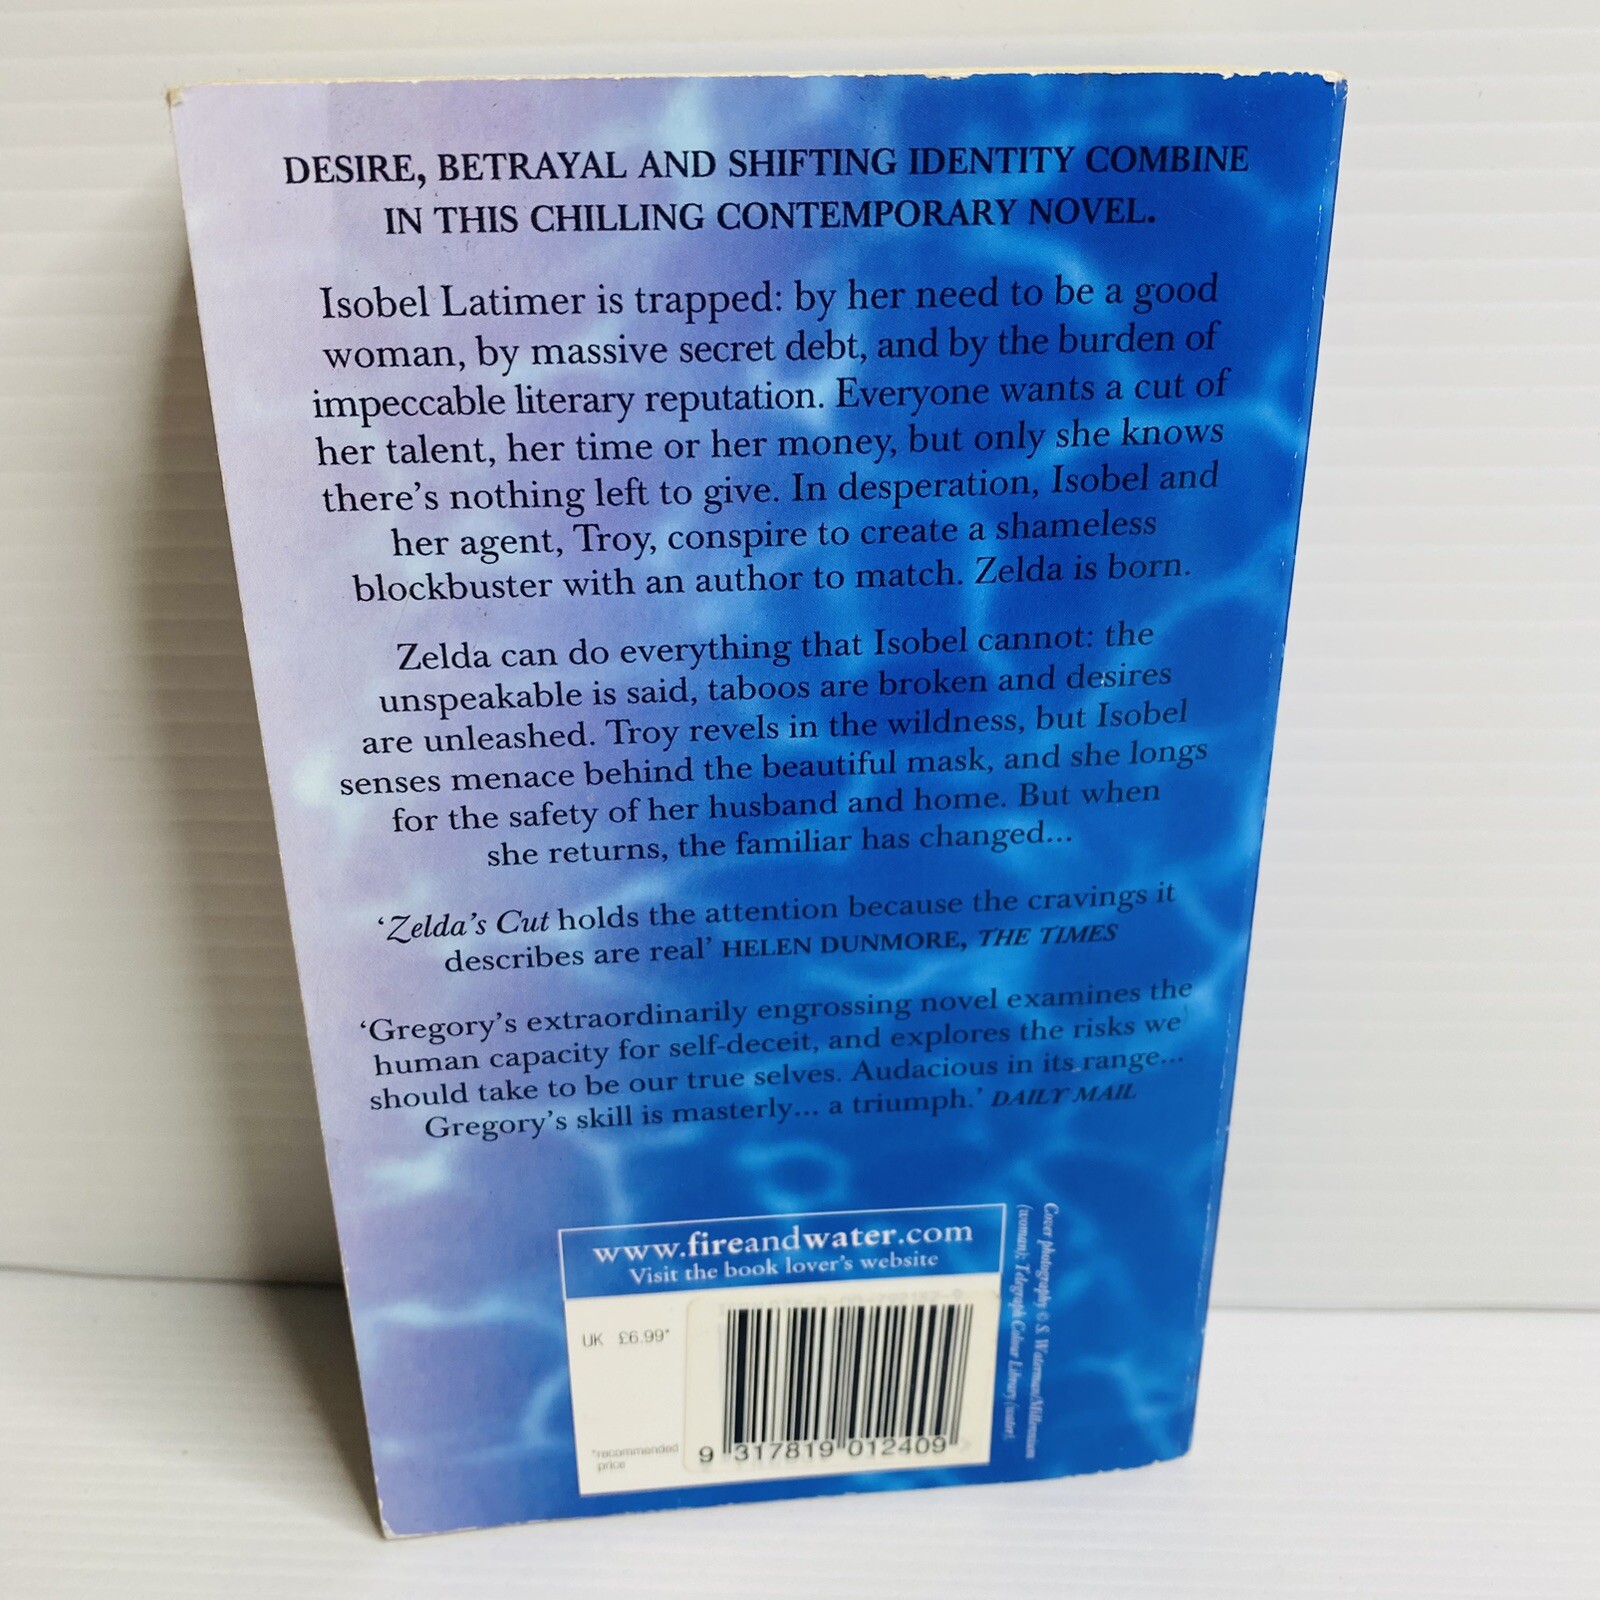 DESIRE, BETRAYAL AND SHIFTING IDENTITY COMBINE
IN THIS CHILLING CONTEMPORARY NOVEL.
Isobel Latimer is trapped: by her need to be a good
woman, by massive secret debt, and by the burden of
impeccable literary reputation. Everyone wants a cut of
her talent, her time or her money, but only she knows
there's nothing left to give. In desperation, Isobel and
her agent, Troy, conspire to create a shameless
blockbuster with an author to match. Zelda is born.
Zelda can do everything that Isobel cannot: the
unspeakable is said, taboos are broken and desires
are unleashed. Troy revels in the wildness, but Isobel
senses menace behind the beautiful mask, and she longs
for the safety of her husband and home. But when
she returns, the familiar has changed...
'Zelda's Cut holds the attention because the cravings it
describes are real' HELEN DUNMORE, THE TIMES
'Gregory's extraordinarily engrossing novel examines the
human capacity for self-deceit, and explores the risks we
should take to be our true selves. Audacious in its range...
Gregory's skill is masterly... a triumph.' DAILY MAIL
www.fireandwater.com
Visit the book lover's website
UK £6.99*
*recommended
price
9 317819 012409
Cover photography © S. Waterman/Millennium
(woman); Telegraph Colour Library (water).